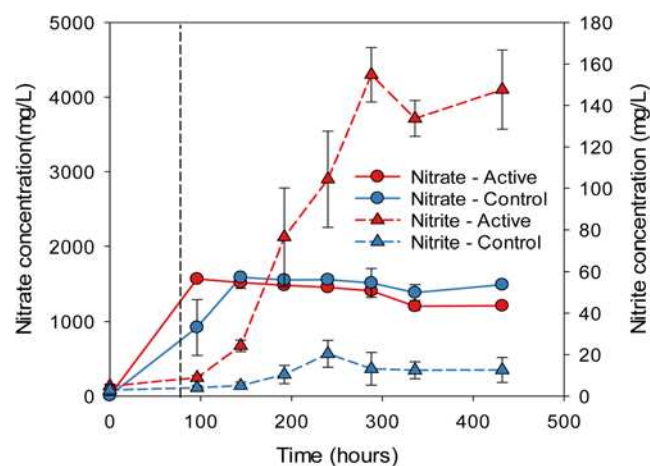 5000
4000
3000
2000
1000
0
Nitrate concentration(mg/L)
180
160
140
120
100
80
60
40
20
0
Nitrite concentration (mg/L)
Nitrate - Active
Nitrate - Control
Nitrite - Active
Nitrite - Control
0 100 200 300 400 500
Time (hours)